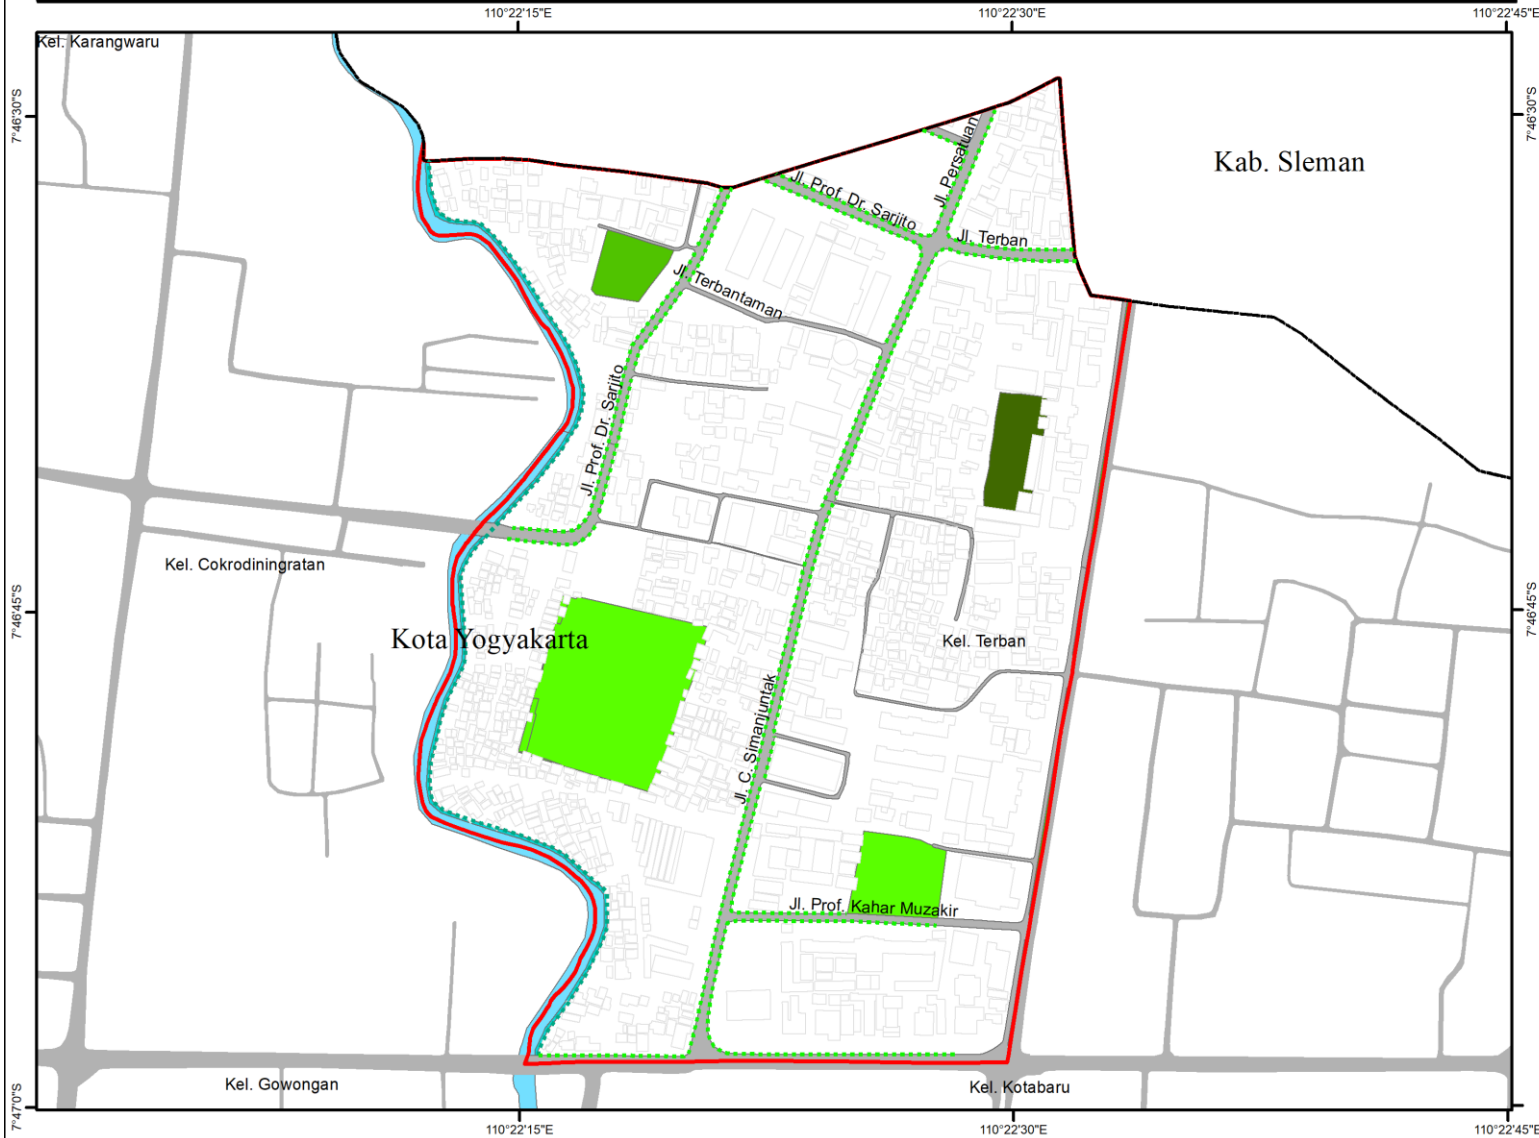 110°22'15"E
110°22'30"E
110°22'45"E
Kel. Karangwaru
7°46'30"S
7°46'30"S
Jl. Persatuan
Kab. Sleman
Jl. Prof. Dr. Sarjito
Jl. Terban
Jl. Terbantaman
Jl. Prof. Dr. Sarjito
Kel. Cokrodiningratan
7°46'45"S
7°46'45"S
Kota Yogyakarta
Kel. Terban
Jl. C. Simanjuntak
Jl. Prof. Kahar Muzakir
Kel. Gowongan
Kel. Kotabaru
7°47'0"S
110°22'15"E
110°22'30"E
110°22'45"E